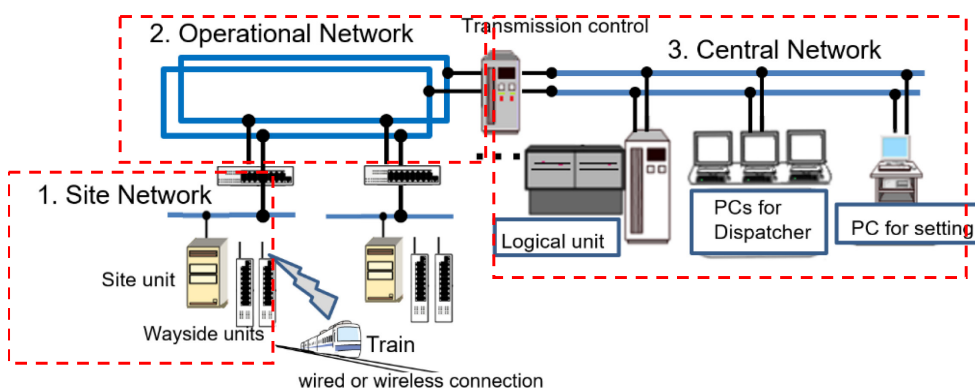 2. Operational Network
Transmission control
3. Central Network
1. Site Network
Site unit
Wayside units
Train
wired or wireless connection
Logical unit
PCs for
Dispatcher
PC for setting